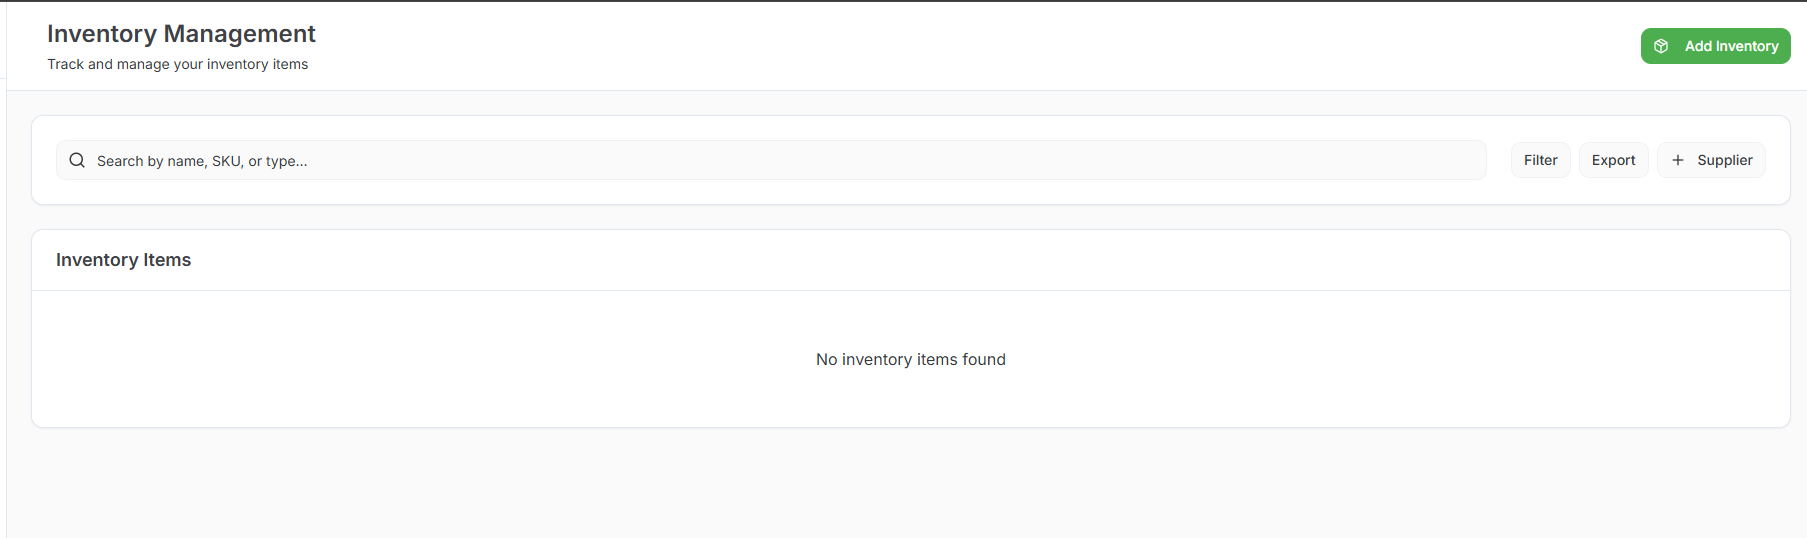 Inventory Management
Track and manage your inventory items
Add Inventory
Search by name, SKU, or type...
Filter
Export
+ Supplier
Inventory Items
No inventory items found